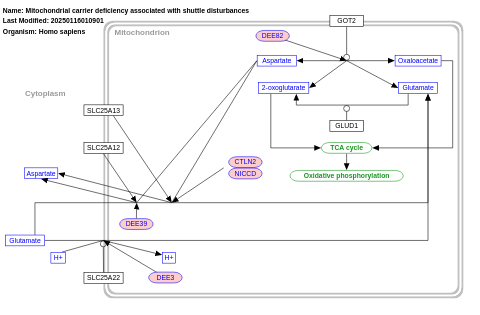 Name: Mitochondrial carrier deficiency associated with shuttle disturbances
Last Modified: 20250116010901
Organism: Homo sapiens
GOT2
Mitochondrion
DEE82
Aspartate
Oxaloacetate
2-oxoglutarate
Glutamate
Cytoplasm
SLC25A13
GLUD1
SLC25A12
TCA cycle
CTLN2
Aspartate
NICCD
Oxidative phosphorylation
DEE39
Glutamate
H+
H+
SLC25A22
DEE3